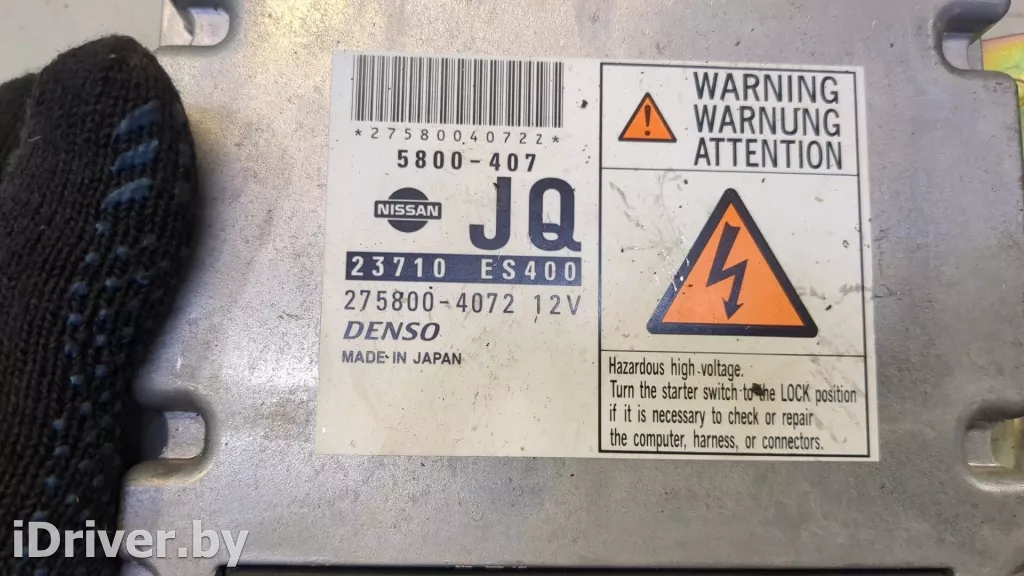 *2758004072Z*
5800-407
NISSAN
JQ
23710 ES400
275800-4072 12V
DENSO
MADE IN JAPAN
WARNING
WARNUNG
ATTENTION
Hazardous high voltage.
Turn the starter switch to the LOCK position
if it is necessary to check or repair
the computer, harness, or connectors.
iDriver.by